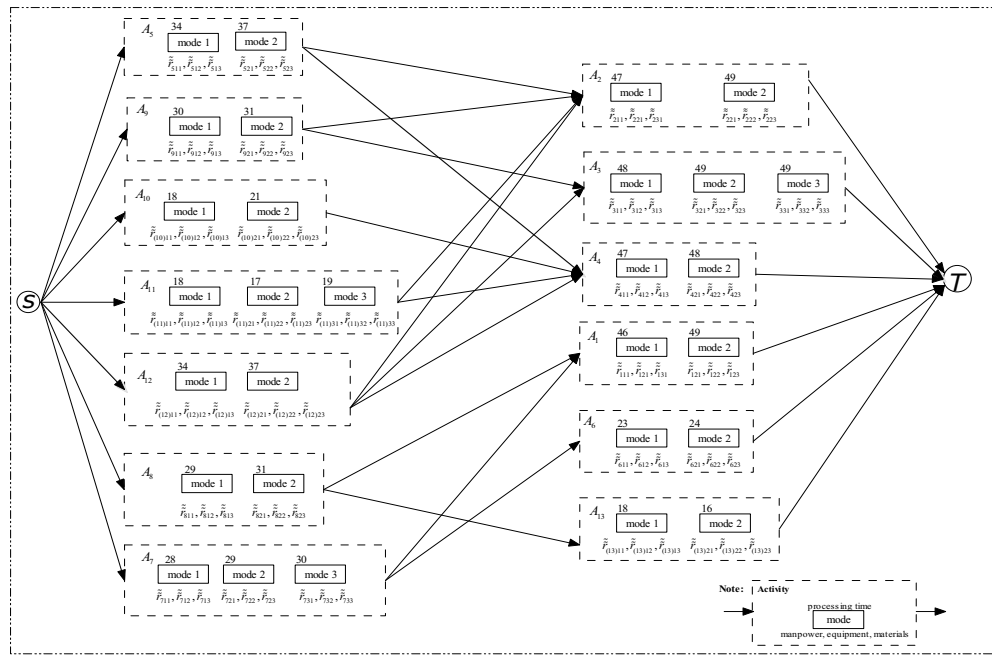 S
A5
34 37
mode 1 mode 2
r̃̃511, r̃̃512, r̃̃513 r̃̃521, r̃̃522, r̃̃523
A9
30 31
mode 1 mode 2
r̃̃911, r̃̃912, r̃̃913 r̃̃921, r̃̃922, r̃̃923
A10
18 21
mode 1 mode 2
r̃̃(10)11, r̃̃(10)12, r̃̃(10)13 r̃̃(10)21, r̃̃(10)22, r̃̃(10)23
A11
18 17 19
mode 1 mode 2 mode 3
r̃̃(11)11, r̃̃(11)12, r̃̃(11)13 r̃̃(11)21, r̃̃(11)22, r̃̃(11)23 r̃̃(11)31, r̃̃(11)32, r̃̃(11)33
A12
34 37
mode 1 mode 2
r̃̃(12)11, r̃̃(12)12, r̃̃(12)13 r̃̃(12)21, r̃̃(12)22, r̃̃(12)23
A8
29 31
mode 1 mode 2
r̃̃811, r̃̃812, r̃̃813 r̃̃821, r̃̃822, r̃̃823
A7
28 29 30
mode 1 mode 2 mode 3
r̃̃711, r̃̃712, r̃̃713 r̃̃721, r̃̃722, r̃̃723 r̃̃731, r̃̃732, r̃̃733
A2
47 49
mode 1 mode 2
r̃̃211, r̃̃221, r̃̃231 r̃̃221, r̃̃222, r̃̃223
A3
48 49 49
mode 1 mode 2 mode 3
r̃̃311, r̃̃312, r̃̃313 r̃̃321, r̃̃322, r̃̃323 r̃̃331, r̃̃332, r̃̃333
A4
47 48
mode 1 mode 2
r̃̃411, r̃̃412, r̃̃413 r̃̃421, r̃̃422, r̃̃423
A1
46 49
mode 1 mode 2
r̃̃111, r̃̃121, r̃̃131 r̃̃121, r̃̃122, r̃̃123
A6
23 24
mode 1 mode 2
r̃̃611, r̃̃612, r̃̃613 r̃̃621, r̃̃622, r̃̃623
A13
18 16
mode 1 mode 2
r̃̃(13)11, r̃̃(13)12, r̃̃(13)13 r̃̃(13)21, r̃̃(13)22, r̃̃(13)23
T
Note: Activity
processing time
mode
manpower, equipment, materials